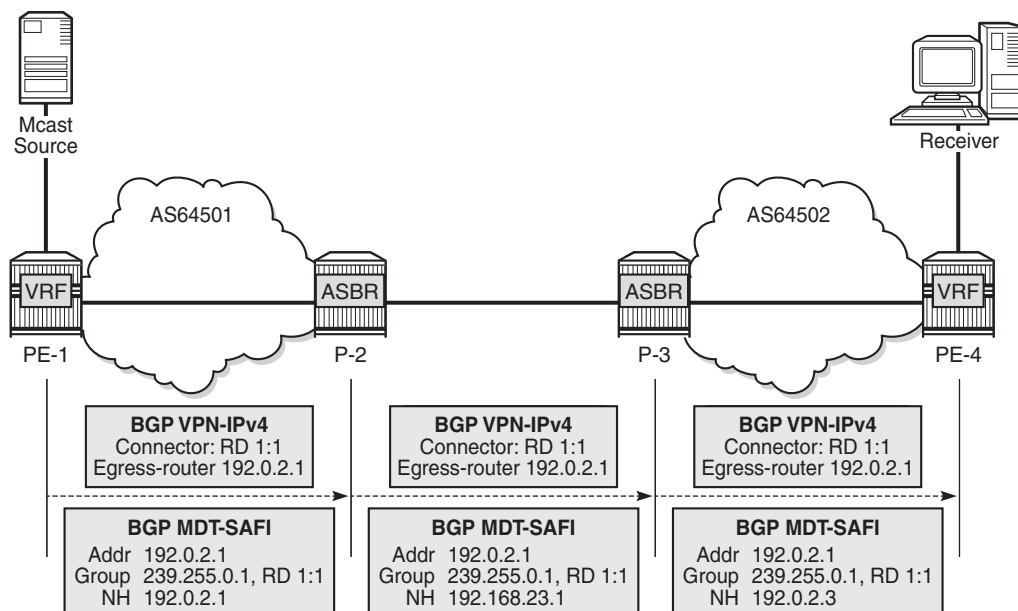 Mcast
Source
Receiver
AS64501
AS64502
VRF
ASBR
ASBR
VRF
PE-1
P-2
P-3
PE-4
BGP VPN-IPv4
Connector: RD 1:1
Egress-router 192.0.2.1
BGP VPN-IPv4
Connector: RD 1:1
Egress-router 192.0.2.1
BGP VPN-IPv4
Connector: RD 1:1
Egress-router 192.0.2.1
BGP MDT-SAFI
Addr 192.0.2.1
Group 239.255.0.1, RD 1:1
NH 192.0.2.1
BGP MDT-SAFI
Addr 192.0.2.1
Group 239.255.0.1, RD 1:1
NH 192.168.23.1
BGP MDT-SAFI
Addr 192.0.2.1
Group 239.255.0.1, RD 1:1
NH 192.0.2.3